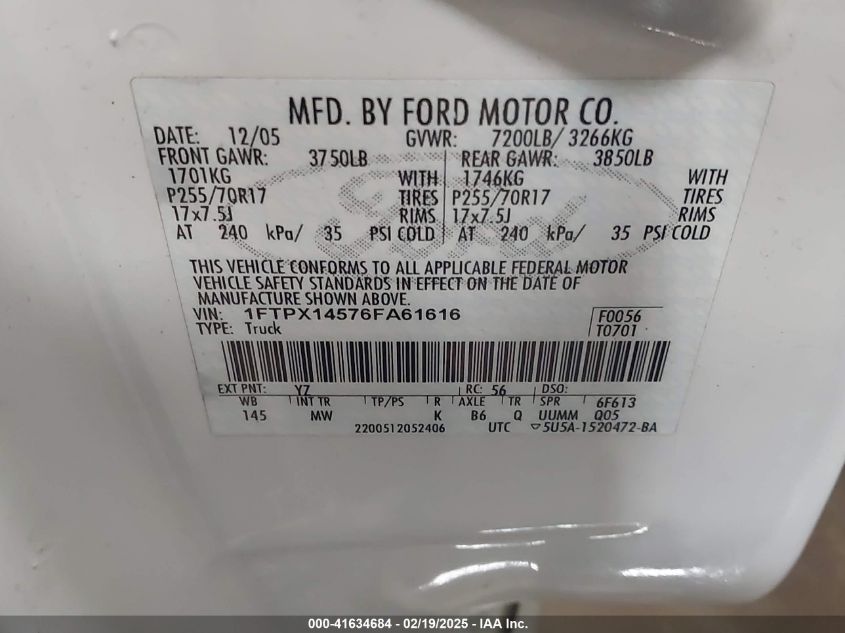 MFD. BY FORD MOTOR CO.
DATE: 12/05 GVWR: 7200LB/ 3266KG
FRONT GAWR: 3750LB REAR GAWR: 3850LB
1701KG WITH 1746KG WITH
P255/70R17 TIRES P255/70R17 TIRES
17x7.5J RIMS 17x7.5J RIMS
AT 240 kPa/ 35 PSI COLD AT 240 kPa/ 35 PSI COLD
THIS VEHICLE CONFORMS TO ALL APPLICABLE FEDERAL MOTOR
VEHICLE SAFETY STANDARDS IN EFFECT ON THE DATE OF
MANUFACTURE SHOWN ABOVE.
VIN: 1FTPX14576FA61616 F0056
TYPE: Truck T0701
EXT PNT: YZ RC: 56 DSO:
WB INT TR TP/PS R AXLE TR SPR 6F613
145 MW K B6 Q UUMM Q05
2200512052406 UTC ▽5U5A-1520472-BA
000-41634684 / 02/19/2025 - IAA Inc.